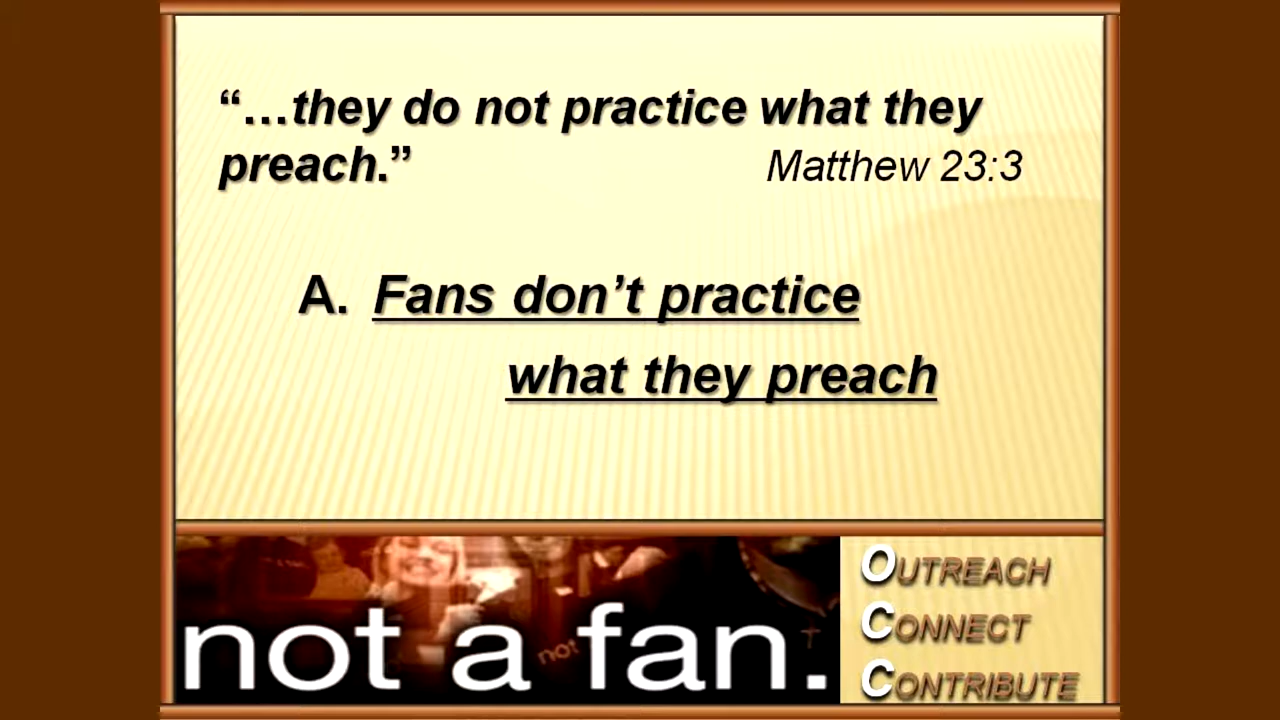 “…they do not practice what they
preach.” Matthew 23:3
A. Fans don’t practice
what they preach
not a fan.
not
OUTREACH
CONNECT
CONTRIBUTE